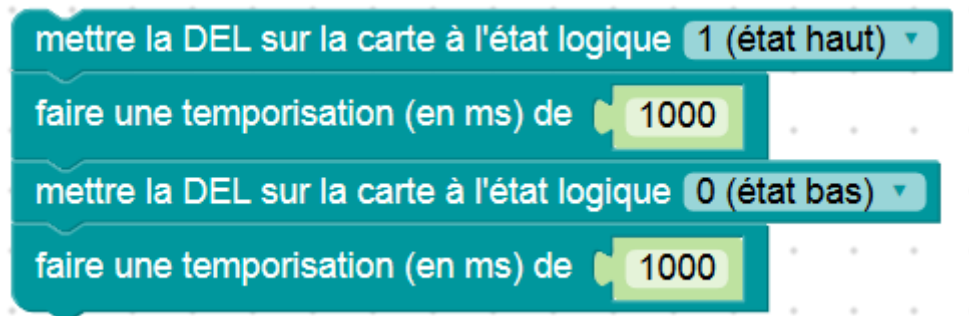 mettre la DEL sur la carte à l'état logique 1 (état haut)
faire une temporisation (en ms) de 1000
mettre la DEL sur la carte à l'état logique 0 (état bas)
faire une temporisation (en ms) de 1000